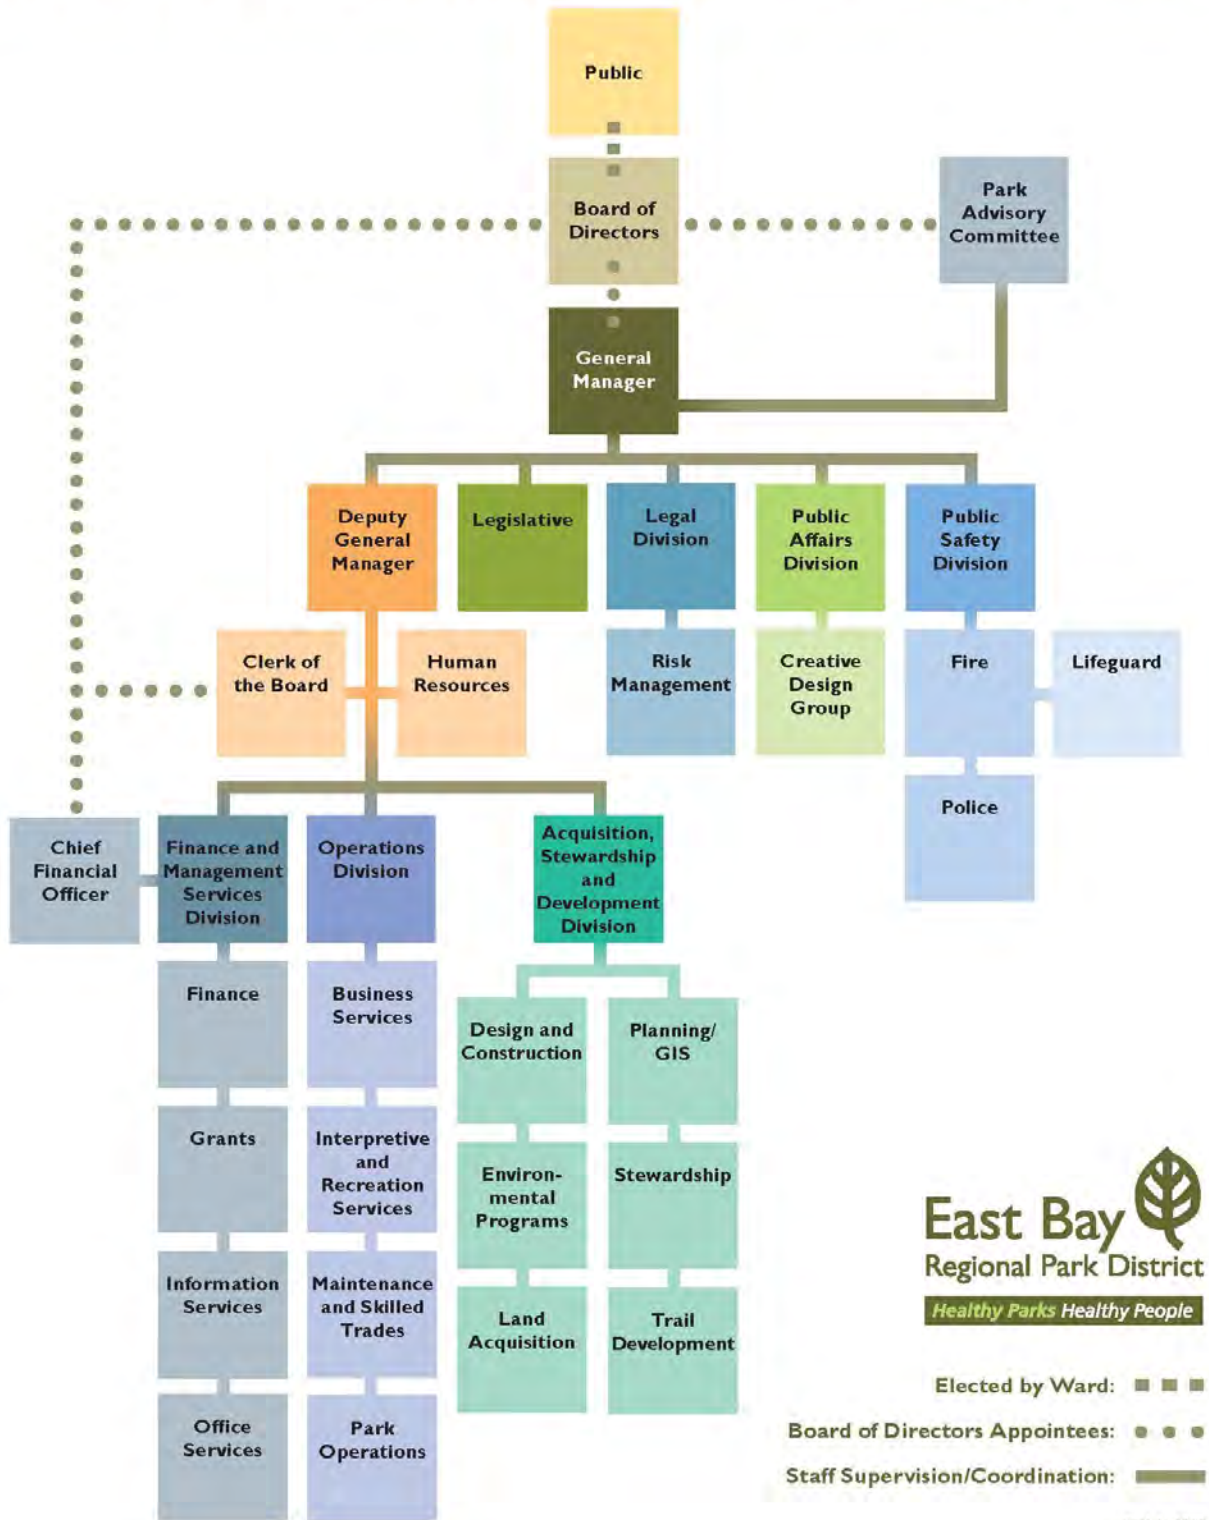 Public
Board of
Directors
Park
Advisory
Committee
General
Manager
Deputy
General
Manager
Legislative
Legal
Division
Public
Affairs
Division
Public
Safety
Division
Clerk of
the Board
Human
Resources
Risk
Management
Creative
Design
Group
Fire
Lifeguard
Police
Chief
Financial
Officer
Finance and
Management
Services
Division
Operations
Division
Acquisition,
Stewardship
and
Development
Division
Finance
Business
Services
Design and
Construction
Planning/
GIS
Grants
Interpretive
and
Recreation
Services
Environ-
mental
Programs
Stewardship
Information
Services
Maintenance
and Skilled
Trades
Land
Acquisition
Trail
Development
Office
Services
Park
Operations
East Bay
Regional Park District
Healthy Parks Healthy People
Elected by Ward:
Board of Directors Appointees:
Staff Supervision/Coordination: